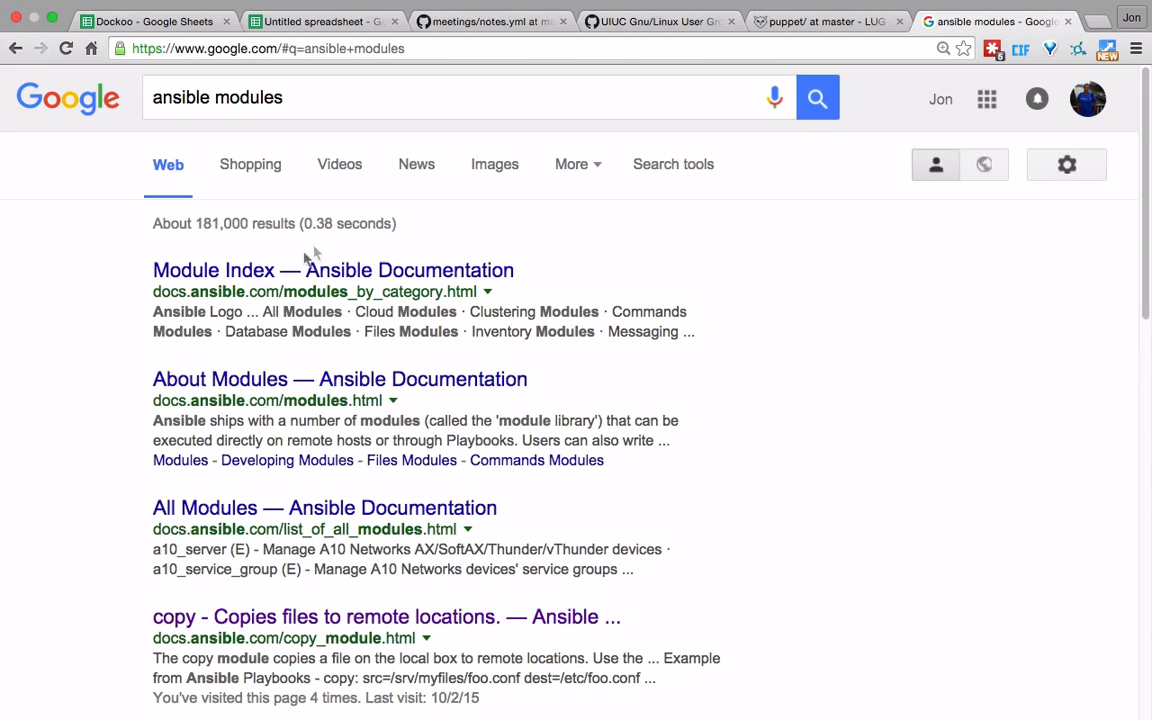 Dockoo - Google Sheets
Untitled spreadsheet - Go
meetings/notes.yml at ma
UIUC Gnu/Linux User Gro
puppet/ at master - LUG
ansible modules - Google
Jon
https://www.google.com/#q=ansible+modules
6
CIF
NEW
Google
ansible modules
Jon
Web
Shopping
Videos
News
Images
More
Search tools
About 181,000 results (0.38 seconds)
Module Index — Ansible Documentation
docs.ansible.com/modules_by_category.html
Ansible Logo ... All Modules · Cloud Modules · Clustering Modules · Commands
Modules · Database Modules · Files Modules · Inventory Modules · Messaging ...
About Modules — Ansible Documentation
docs.ansible.com/modules.html
Ansible ships with a number of modules (called the 'module library') that can be
executed directly on remote hosts or through Playbooks. Users can also write ...
Modules - Developing Modules - Files Modules - Commands Modules
All Modules — Ansible Documentation
docs.ansible.com/list_of_all_modules.html
a10_server (E) - Manage A10 Networks AX/SoftAX/Thunder/vThunder devices ·
a10_service_group (E) - Manage A10 Networks devices' service groups ...
copy - Copies files to remote locations. — Ansible ...
docs.ansible.com/copy_module.html
The copy module copies a file on the local box to remote locations. Use the ... Example
from Ansible Playbooks - copy: src=/srv/myfiles/foo.conf dest=/etc/foo.conf ...
You've visited this page 4 times. Last visit: 10/2/15